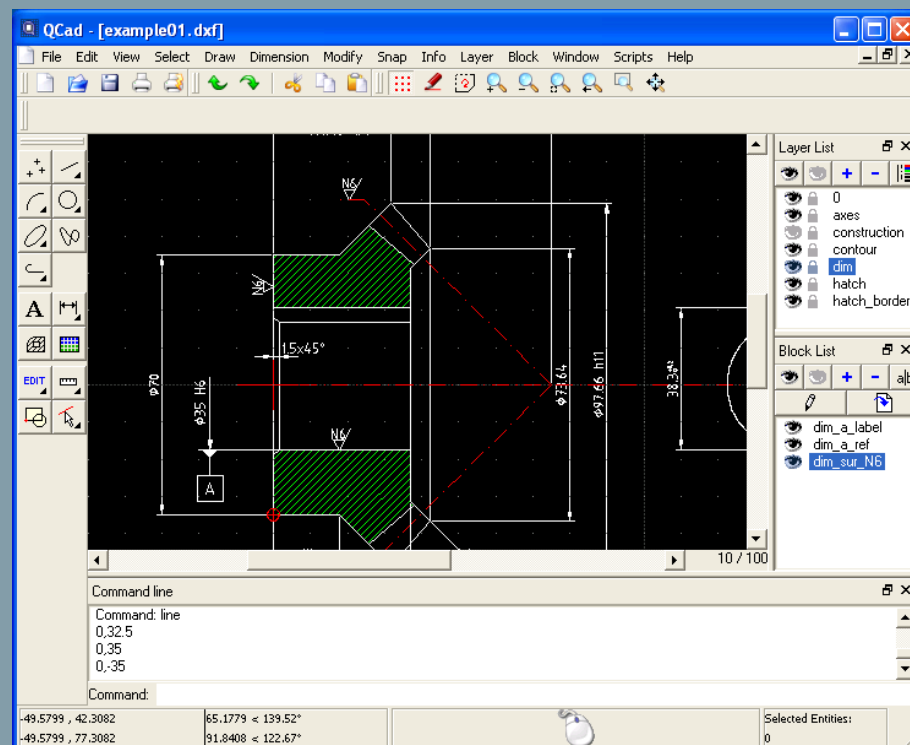 QCad - [example01.dxf]
File Edit View Select Draw Dimension Modify Snap Info Layer Block Window Scripts Help
Layer List
0
axes
construction
contour
dim
hatch
hatch_border
Block List
dim_a_label
dim_a_ref
dim_sur_N6
N6
N6
1.5x45°
ϕ70
ϕ35 H6
N6
A
ϕ73.64
ϕ97.66 h11
A
EDIT
10 / 100
Command line
Command: line
0,32.5
0,35
0,-35
Command:
-49.5799 , 42.3082
65.1779 < 139.52°
Selected Entities:
-49.5799 , 77.3082
91.8408 < 122.67°
0